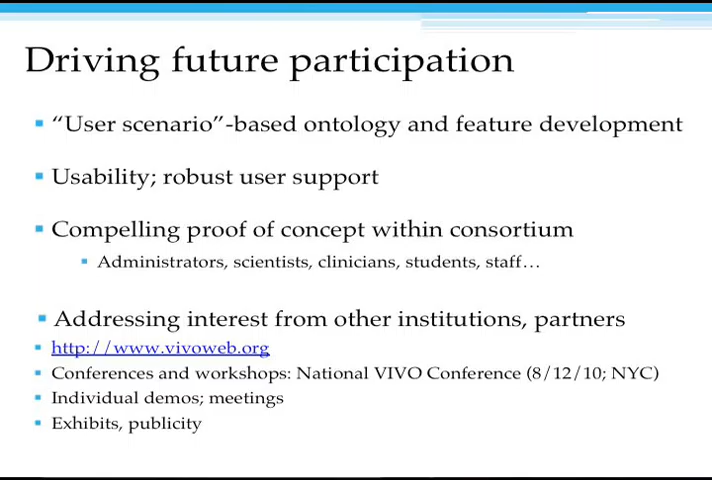 Driving future participation
“User scenario”-based ontology and feature development
Usability; robust user support
Compelling proof of concept within consortium
Administrators, scientists, clinicians, students, staff…
Addressing interest from other institutions, partners
http://www.vivoweb.org
Conferences and workshops: National VIVO Conference (8/12/10; NYC)
Individual demos; meetings
Exhibits, publicity